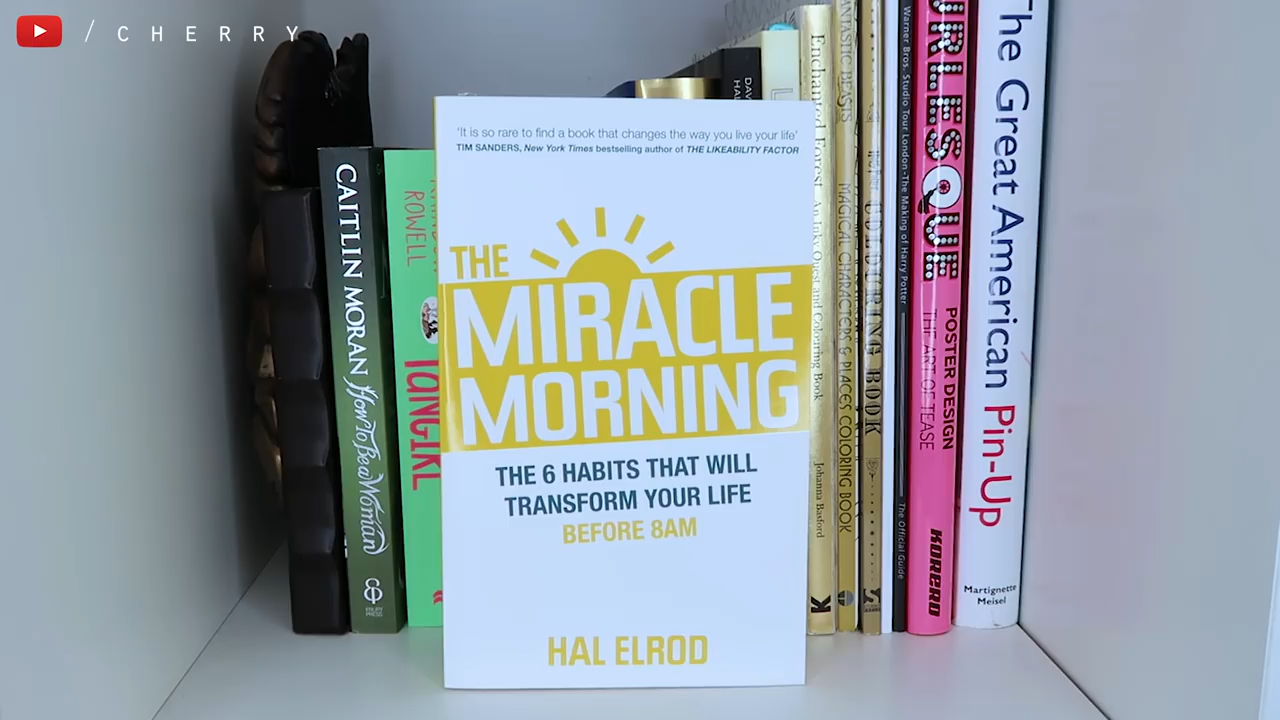 / CHERRY
'It is so rare to find a book that changes the way you live your life'
TIM SANDERS, New York Times bestselling author of THE LIKEABILITY FACTOR
THE
MIRACLE
MORNING
THE 6 HABITS THAT WILL
TRANSFORM YOUR LIFE
BEFORE 8AM
HAL ELROD
CAITLIN MORAN How To Be a Woman
ROWELL
Enchanted Forest An Inky Quest and Colouring Book
Johanna Basford
MAGICAL CHARACTERS & PLACES COLORING BOOK
BOOK
Warner Bros. Studio Tour London - The Making of Harry Potter
The Official Guide
URLESQUE
POSTER DESIGN
THE ART OF TEASE
KORERO
The Great American Pin-Up
Martignette
Meisel